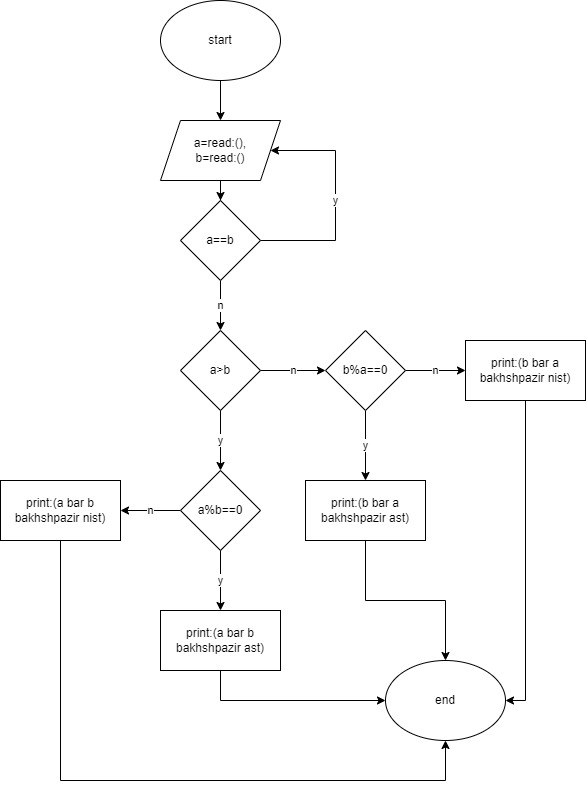 start
a=read:(),
b=read:()
y
a==b
n
a>b
n
b%a==0
n
print:(b bar a
bakhshpazir nist)
y
y
print:(a bar b
bakhshpazir nist)
n
a%b==0
print:(b bar a
bakhshpazir ast)
y
print:(a bar b
bakhshpazir ast)
end